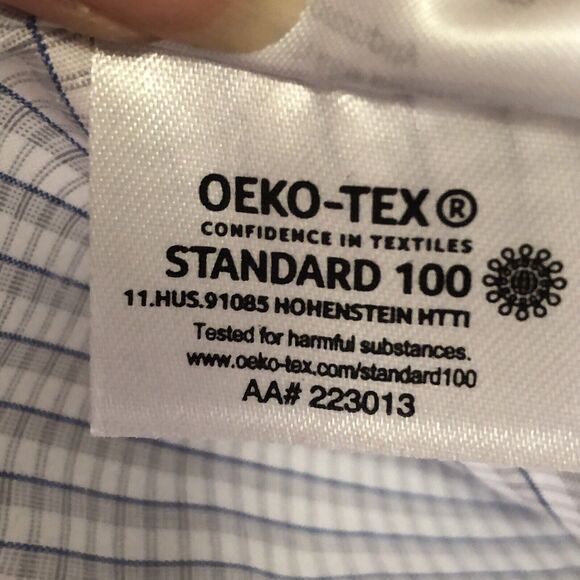 OEKO-TEX®
CONFIDENCE IN TEXTILES
STANDARD 100
11.HUS.91085 HOHENSTEIN HTTI
Tested for harmful substances.
www.oeko-tex.com/standard100
AA# 223013